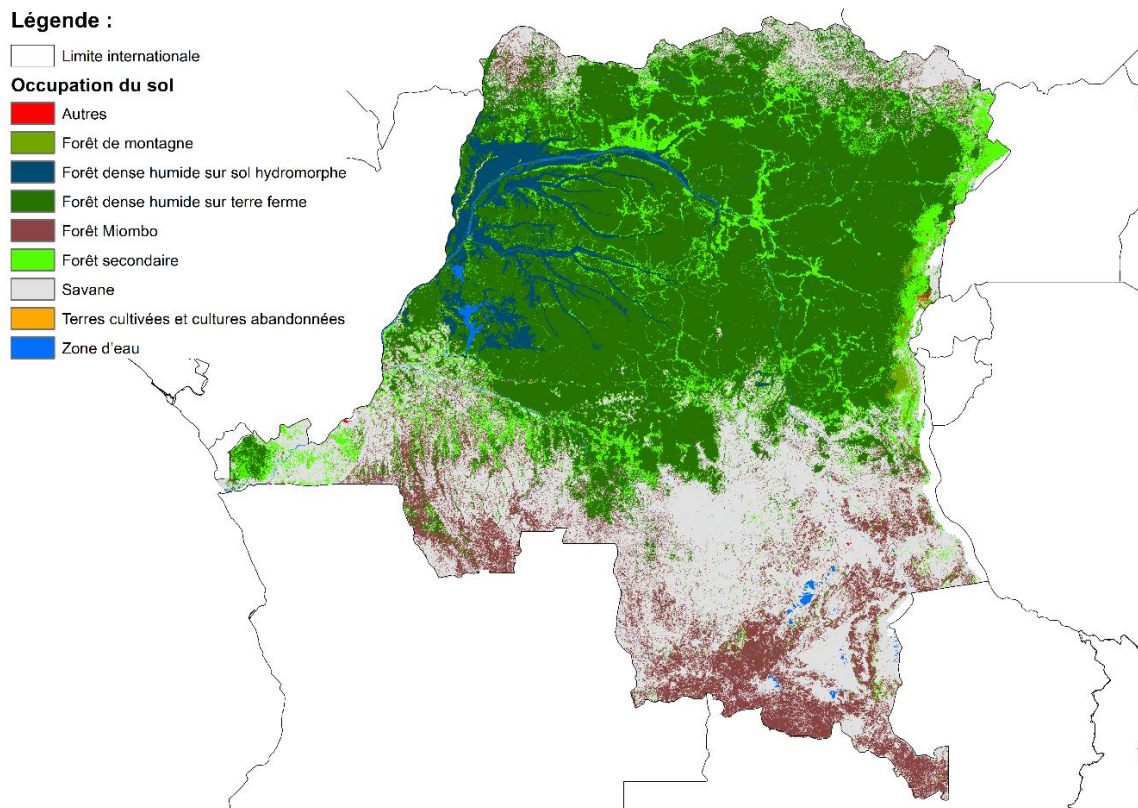 Légende :
Limite internationale
Occupation du sol
Autres
Forêt de montagne
Forêt dense humide sur sol hydromorphe
Forêt dense humide sur terre ferme
Forêt Miombo
Forêt secondaire
Savane
Terres cultivées et cultures abandonnées
Zone d'eau